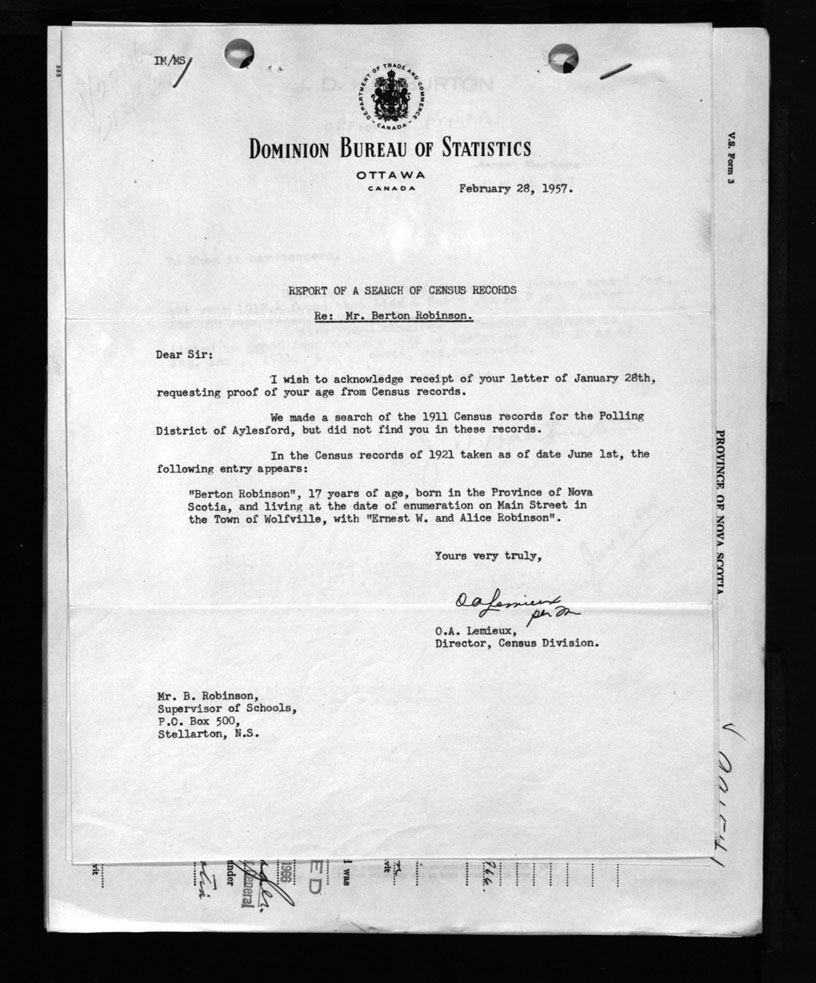 IM/MS
DEPARTMENT OF TRADE AND COMMERCE
CANADA
DOMINION BUREAU OF STATISTICS
OTTAWA
CANADA
February 28, 1957.
REPORT OF A SEARCH OF CENSUS RECORDS
Re: Mr. Berton Robinson.
Dear Sir:
I wish to acknowledge receipt of your letter of January 28th,
requesting proof of your age from Census records.
We made a search of the 1911 Census records for the Polling
District of Aylesford, but did not find you in these records.
In the Census records of 1921 taken as of date June 1st, the
following entry appears:
"Berton Robinson", 17 years of age, born in the Province of Nova
Scotia, and living at the date of enumeration on Main Street in
the Town of Wolfville, with "Ernest W. and Alice Robinson".
Yours very truly,
O A Lemieux
per
O.A. Lemieux,
Director, Census Division.
Mr. B. Robinson,
Supervisor of Schools,
P.O. Box 500,
Stellarton, N.S.
V.S. Form 3
PROVINCE OF NOVA SCOTIA
1966
General
under
ED
was